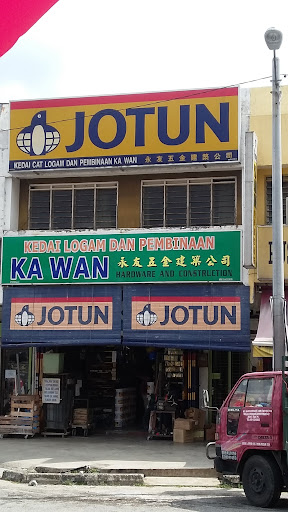 JOTUN
KEDAI CAT LOGAM DAN PEMBINAAN KA WAN 永友五金建築公司
KEDAI LOGAM DAN PEMBINAAN
KA WAN 永友五金建築公司
HARDWARE AND CONSTRUCTION
JOTUN JOTUN